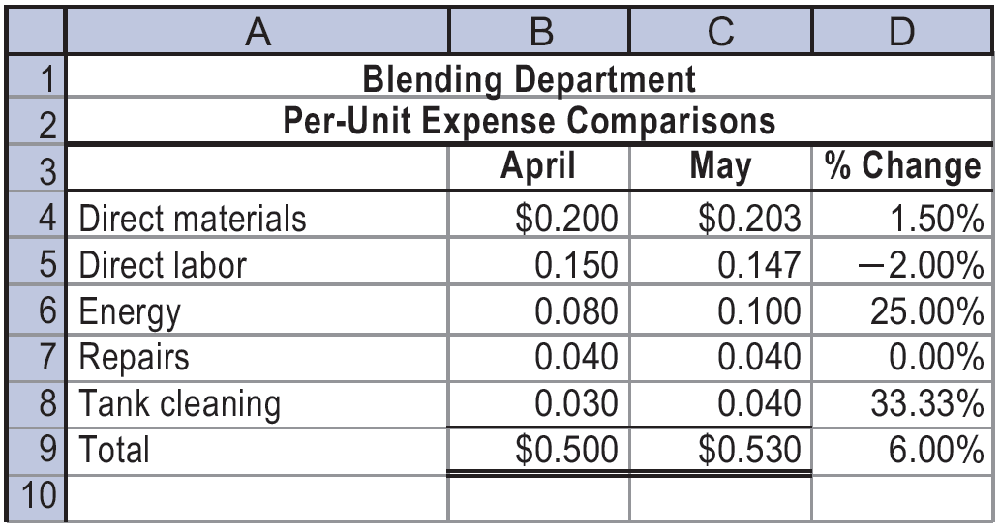 A B C D
1 Blending Department
2 Per-Unit Expense Comparisons
3 April May % Change
4 Direct materials $0.200 $0.203 1.50%
5 Direct labor 0.150 0.147 —2.00%
6 Energy 0.080 0.100 25.00%
7 Repairs 0.040 0.040 0.00%
8 Tank cleaning 0.030 0.040 33.33%
9 Total $0.500 $0.530 6.00%
10